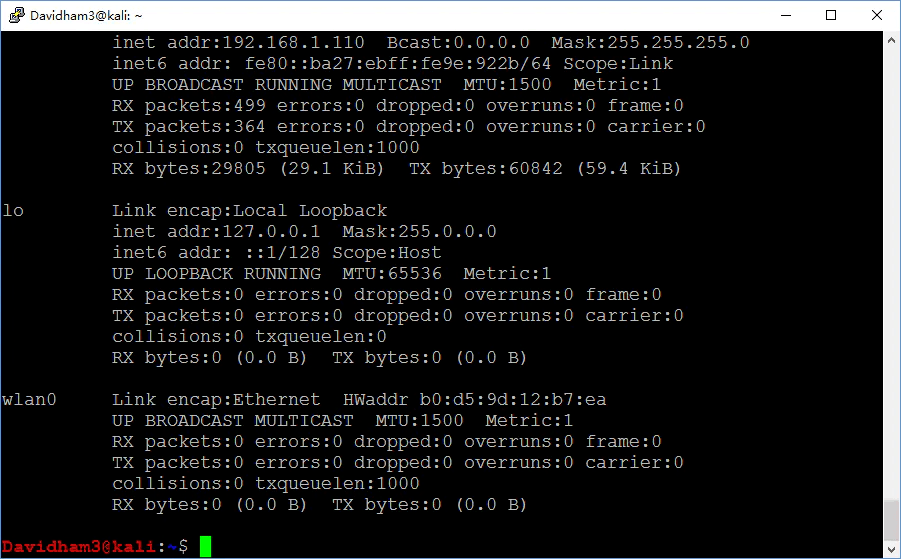 Davidham3@kali: ~
inet addr:192.168.1.110  Bcast:0.0.0.0  Mask:255.255.255.0
inet6 addr: fe80::ba27:ebff:fe9e:922b/64 Scope:Link
UP BROADCAST RUNNING MULTICAST  MTU:1500  Metric:1
RX packets:499 errors:0 dropped:0 overruns:0 frame:0
TX packets:364 errors:0 dropped:0 overruns:0 carrier:0
collisions:0 txqueuelen:1000
RX bytes:29805 (29.1 KiB)  TX bytes:60842 (59.4 KiB)
lo        Link encap:Local Loopback
inet addr:127.0.0.1  Mask:255.0.0.0
inet6 addr: ::1/128 Scope:Host
UP LOOPBACK RUNNING  MTU:65536  Metric:1
RX packets:0 errors:0 dropped:0 overruns:0 frame:0
TX packets:0 errors:0 dropped:0 overruns:0 carrier:0
collisions:0 txqueuelen:0
RX bytes:0 (0.0 B)  TX bytes:0 (0.0 B)
wlan0     Link encap:Ethernet  HWaddr b0:d5:9d:12:b7:ea
UP BROADCAST MULTICAST  MTU:1500  Metric:1
RX packets:0 errors:0 dropped:0 overruns:0 frame:0
TX packets:0 errors:0 dropped:0 overruns:0 carrier:0
collisions:0 txqueuelen:1000
RX bytes:0 (0.0 B)  TX bytes:0 (0.0 B)
Davidham3@kali:~$